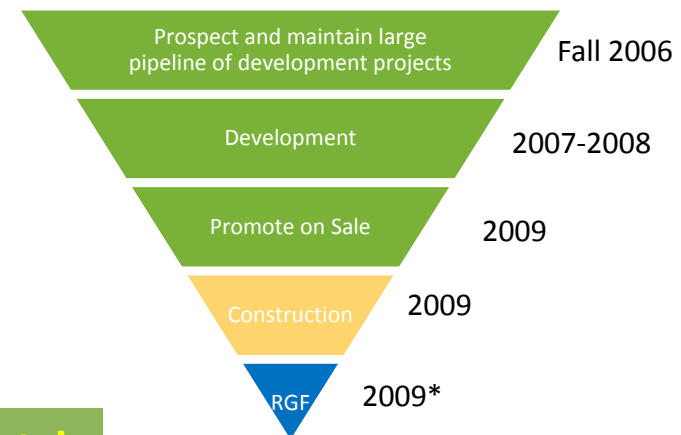 Prospect and maintain large
pipeline of development projects
Fall 2006
Development
2007-2008
Promote on Sale
2009
Construction
2009
RGF
2009*